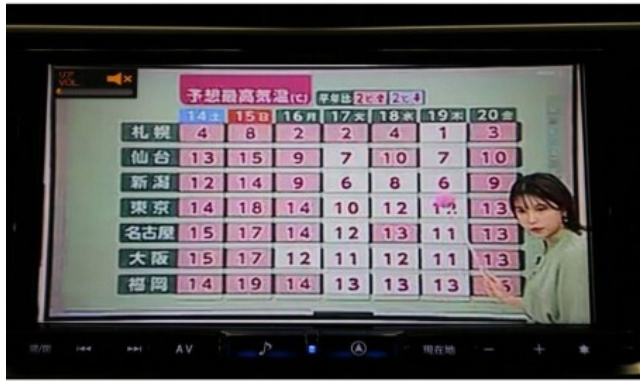 リア
VOL.
予想最高気温(℃) 平年比 2℃↑ 2℃↓
14土 15日 16月 17火 18水 19木 20金
札幌 4 8 2 2 4 1 3
仙台 13 15 9 7 10 7 10
新潟 12 14 9 6 8 6 9
東京 14 18 14 10 12 13
名古屋 15 17 14 12 13 11 13
大阪 15 17 12 11 12 11 13
福岡 14 19 14 13 13 13
AV 現在地 − +